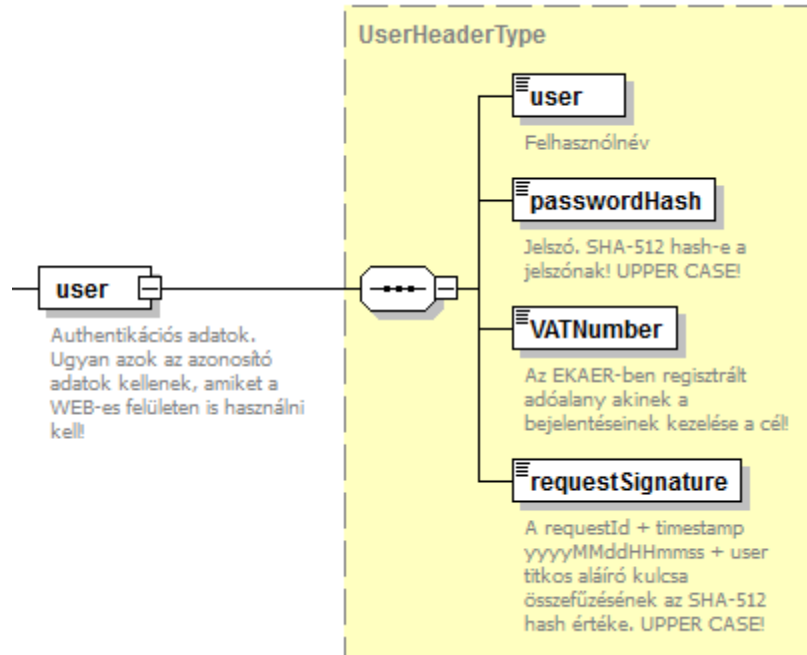 UserHeaderType
user
Felhasznólnév
passwordHash
Jelszó. SHA-512 hash-e a
jelszónak! UPPER CASE!
user
Authentikációs adatok.
Ugyan azok az azonosító
adatok kellenek, amiket a
WEB-es felületen is használni
kell!
VATNumber
Az EKAER-ben regisztrált
adóalany akinek a
bejelentéseinek kezelése a cél!
requestSignature
A requestId + timestamp
yyyyMMddHHmmss + user
titkos aláíró kulcsa
összefűzésének az SHA-512
hash értéke. UPPER CASE!